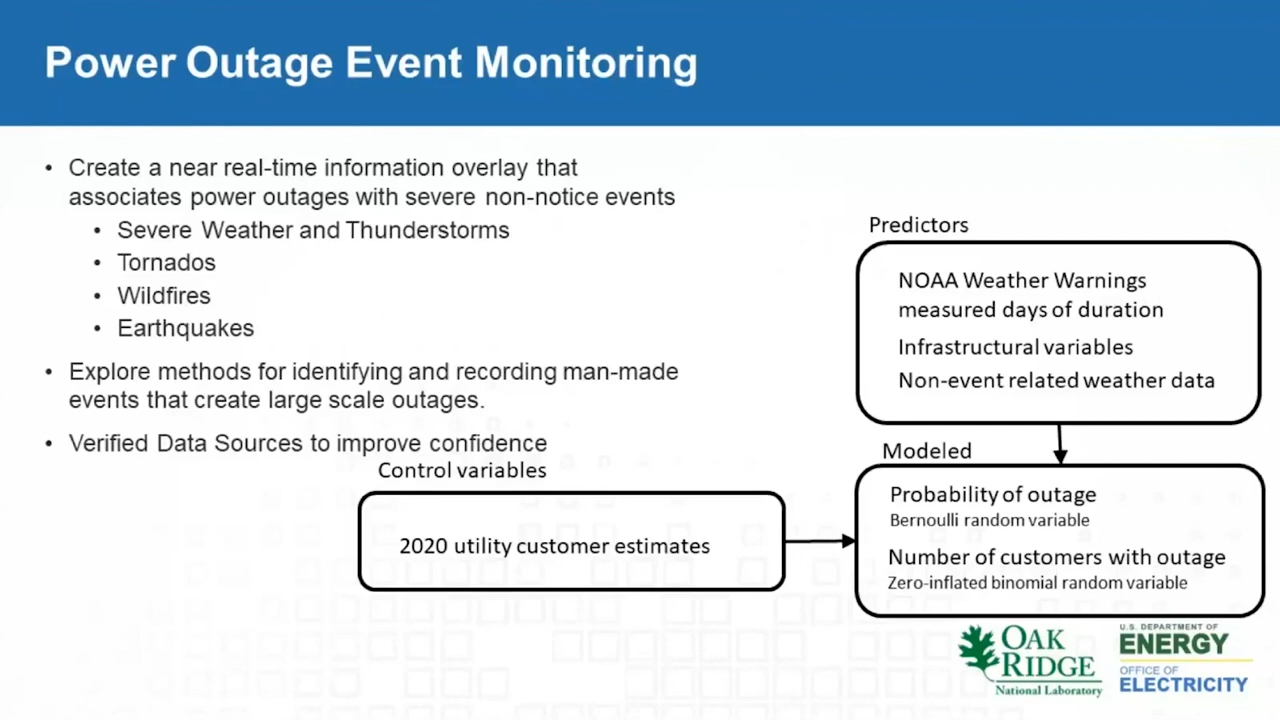 Power Outage Event Monitoring
• Create a near real-time information overlay that
associates power outages with severe non-notice events
• Severe Weather and Thunderstorms
• Tornados
• Wildfires
• Earthquakes
• Explore methods for identifying and recording man-made
events that create large scale outages.
• Verified Data Sources to improve confidence
Control variables
2020 utility customer estimates
Predictors
NOAA Weather Warnings
measured days of duration
Infrastructural variables
Non-event related weather data
Modeled
Probability of outage
Bernoulli random variable
Number of customers with outage
Zero-inflated binomial random variable
OAK
RIDGE
National Laboratory
U.S. DEPARTMENT OF
ENERGY
OFFICE OF
ELECTRICITY